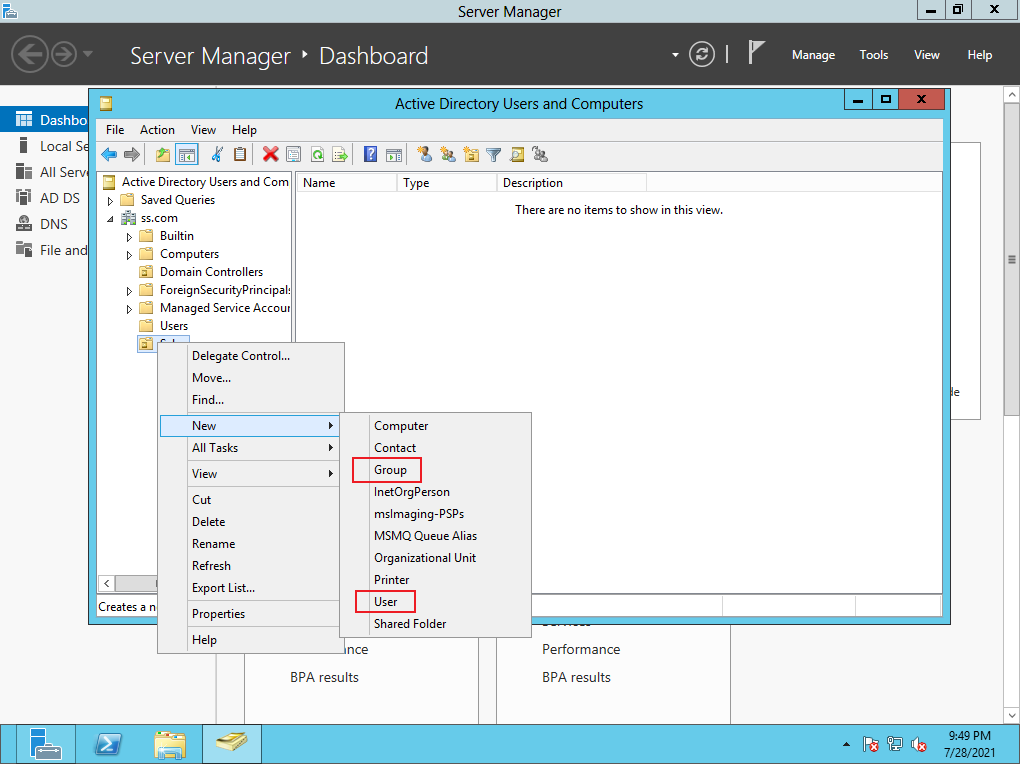 Server Manager
Server Manager Dashboard
Manage Tools View Help
Dashbo
Local Se
All Serve
AD DS
DNS
File and
Active Directory Users and Computers
File Action View Help
Active Directory Users and Com
Saved Queries
ss.com
Builtin
Computers
Domain Controllers
ForeignSecurityPrincipals
Managed Service Accour
Users
Name Type Description
There are no items to show in this view.
Delegate Control...
Move...
Find...
New
All Tasks
View
Cut
Delete
Rename
Refresh
Export List...
Properties
Help
Computer
Contact
Group
InetOrgPerson
msImaging-PSPs
MSMQ Queue Alias
Organizational Unit
Printer
User
Shared Folder
Creates a n
de
Services
ance
BPA results
Performance
BPA results
9:49 PM
7/28/2021